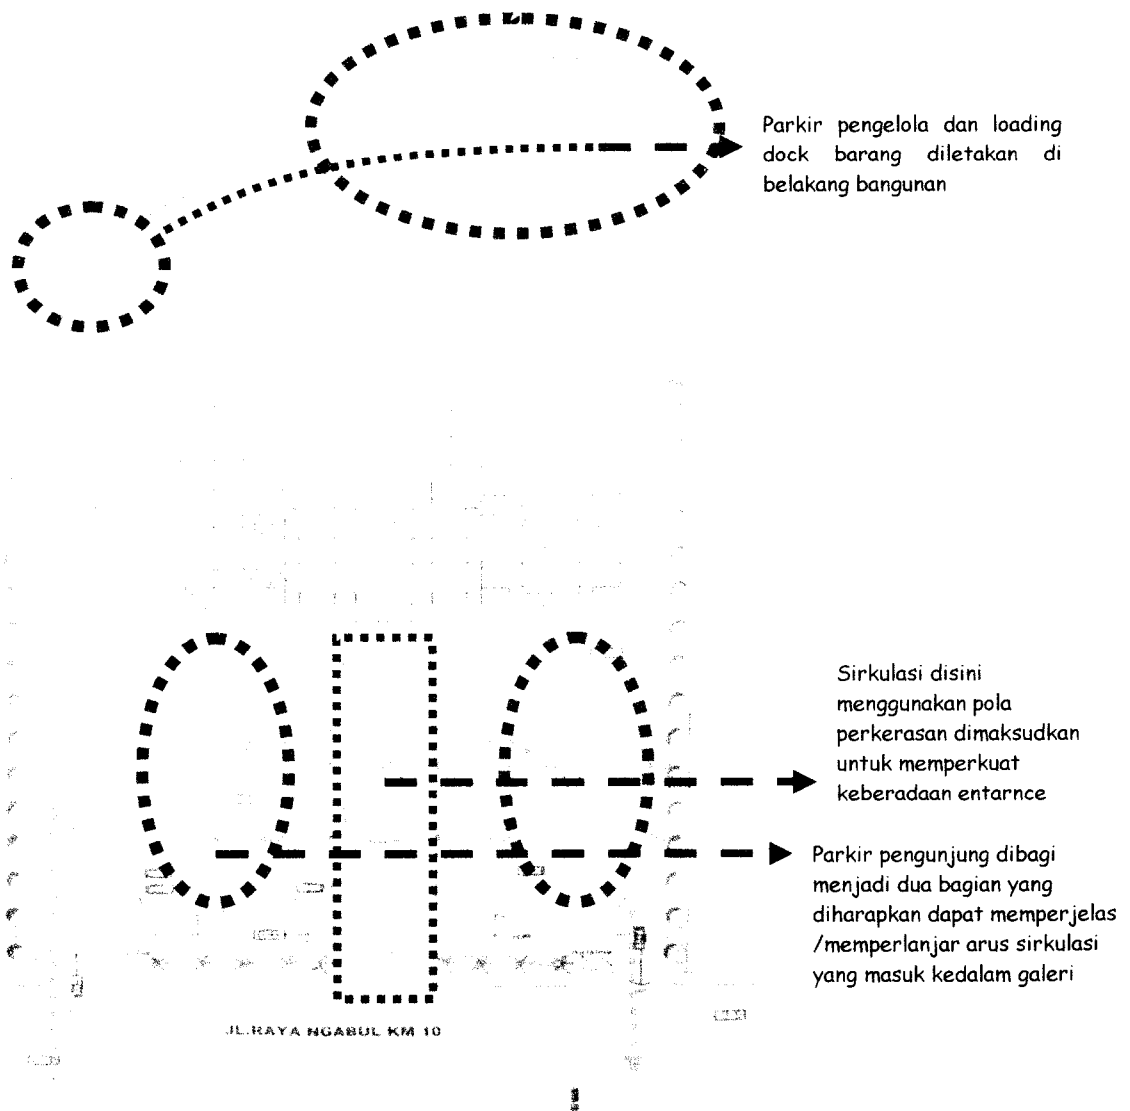 Parkir pengelola dan loading
dock barang diletakan di
belakang bangunan
Sirkulasi disini
menggunakan pola
perkerasan dimaksudkan
untuk memperkuat
keberadaan entarnce
Parkir pengunjung dibagi
menjadi dua bagian yang
diharapkan dapat memperjelas
/memperlanjar arus sirkulasi
yang masuk kedalam galeri
JL.RAYA NGABUL KM 10